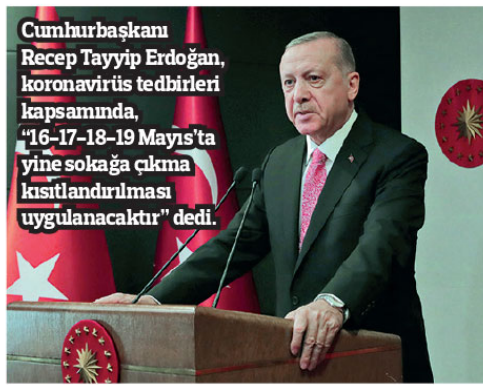 Cumhurbaşkanı
Recep Tayyip Erdoğan,
koronavirüs tedbirleri
kapsamında,
“16-17-18-19 Mayıs’ta
yine sokağa çıkma
kısıtlandırılması
uygulanacaktır” dedi.